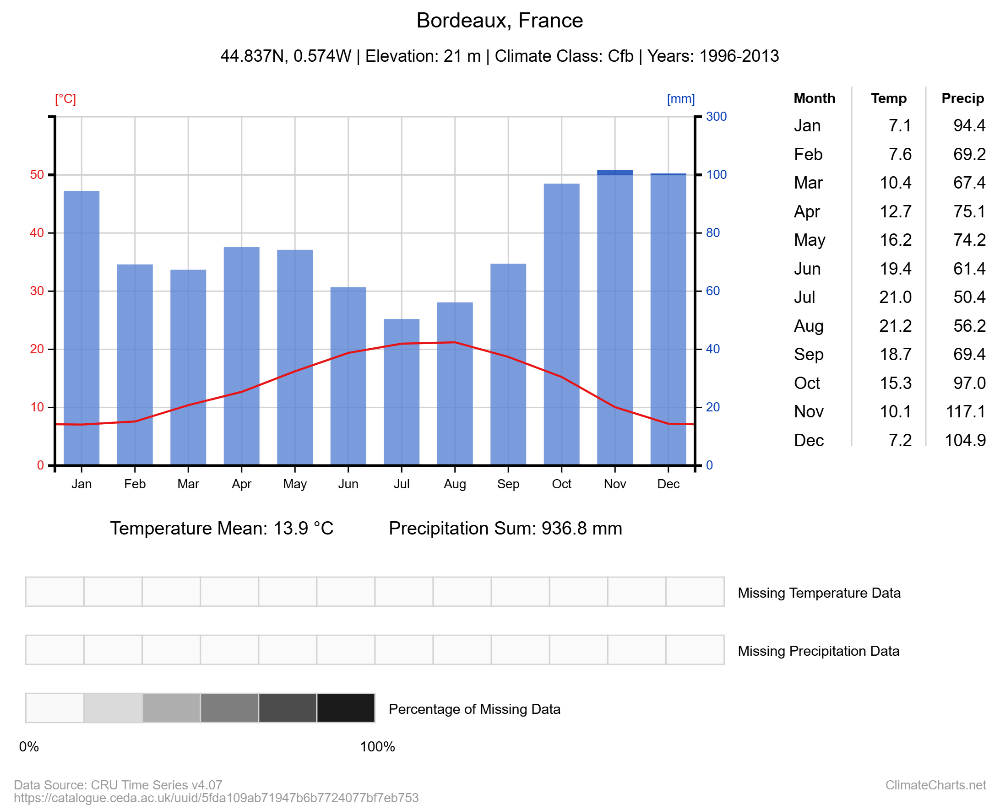 Bordeaux, France
44.837N, 0.574W | Elevation: 21 m | Climate Class: Cfb | Years: 1996-2013
[°C]
[mm]
50
40
30
20
10
0
300
100
80
60
40
20
0
Jan Feb Mar Apr May Jun Jul Aug Sep Oct Nov Dec
Month Temp Precip
Jan 7.1 94.4
Feb 7.6 69.2
Mar 10.4 67.4
Apr 12.7 75.1
May 16.2 74.2
Jun 19.4 61.4
Jul 21.0 50.4
Aug 21.2 56.2
Sep 18.7 69.4
Oct 15.3 97.0
Nov 10.1 117.1
Dec 7.2 104.9
Temperature Mean: 13.9 °C Precipitation Sum: 936.8 mm
Missing Temperature Data
Missing Precipitation Data
Percentage of Missing Data
0% 100%
Data Source: CRU Time Series v4.07
https://catalogue.ceda.ac.uk/uuid/5fda109ab71947b6b7724077bf7eb753
ClimateCharts.net